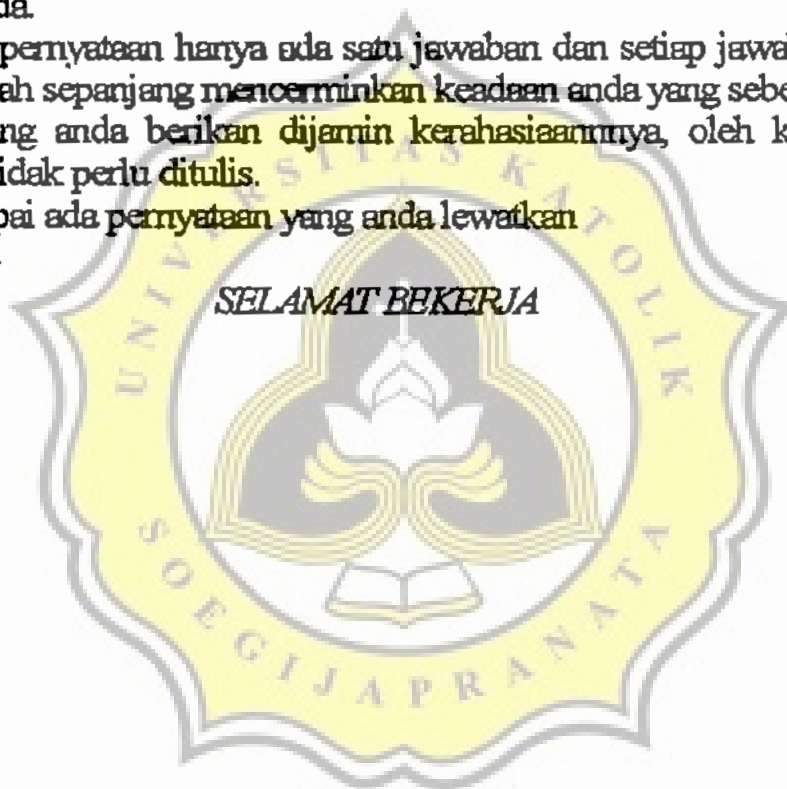 da.
pernyataan hanya ada satu jawaban dan setiap jawa
ah sepanjang mencerminkan keadaan anda yang sebe
ng anda berikan dijamin kerahasiaannnya, oleh k
idak perlu ditulis.
pai ada pernyataan yang anda lewatkan
SELAMAT BEKERJA
UNIVERSITAS KATOLIK
SOEGIJAPRANATA